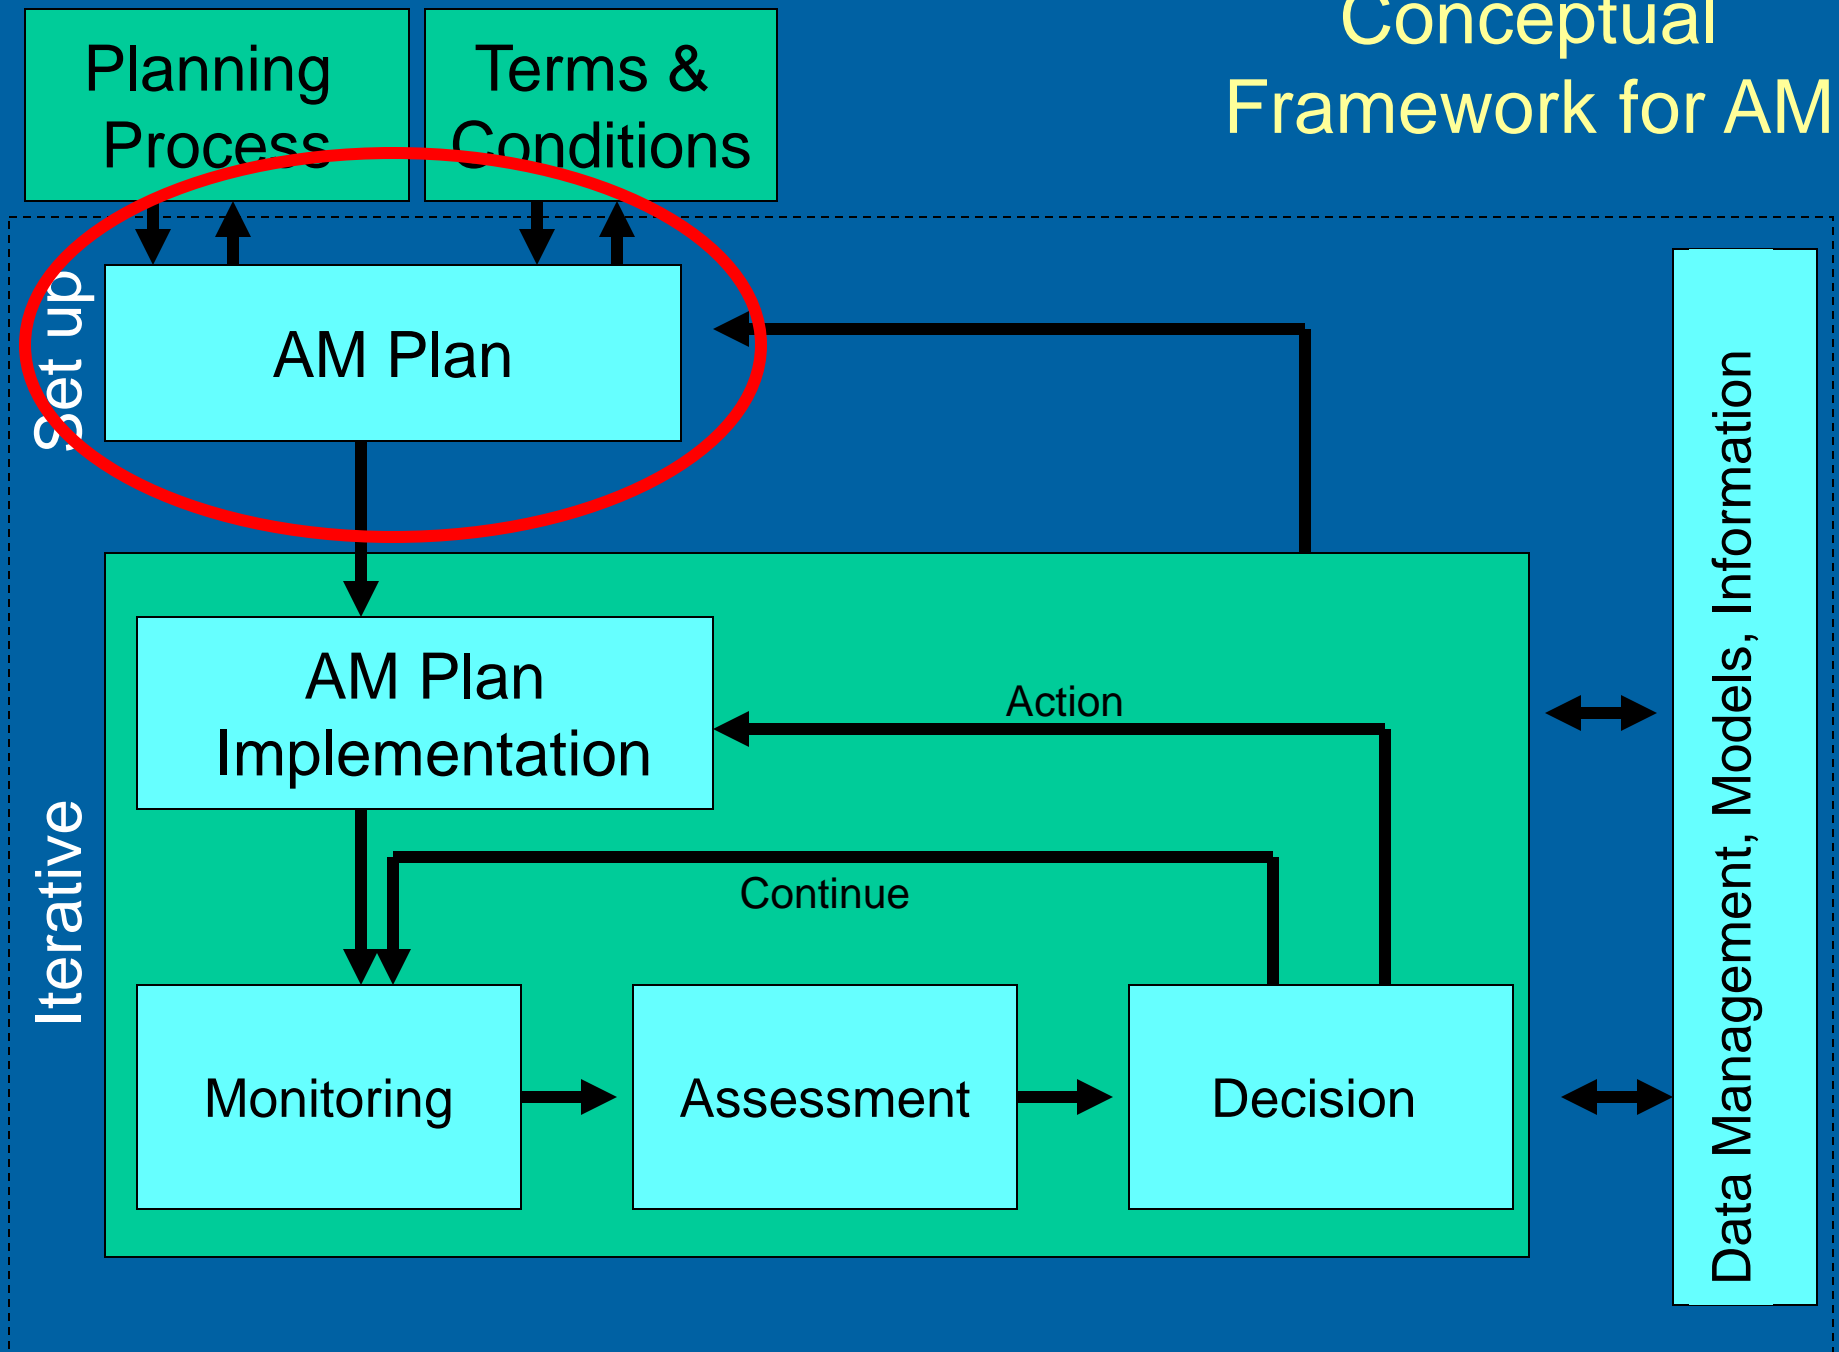 Conceptual
Framework for AM
Planning
Process
Terms &
Conditions
Set up
AM Plan
AM Plan
Implementation
Action
Continue
Iterative
Monitoring
Assessment
Decision
Data Management, Models, Information